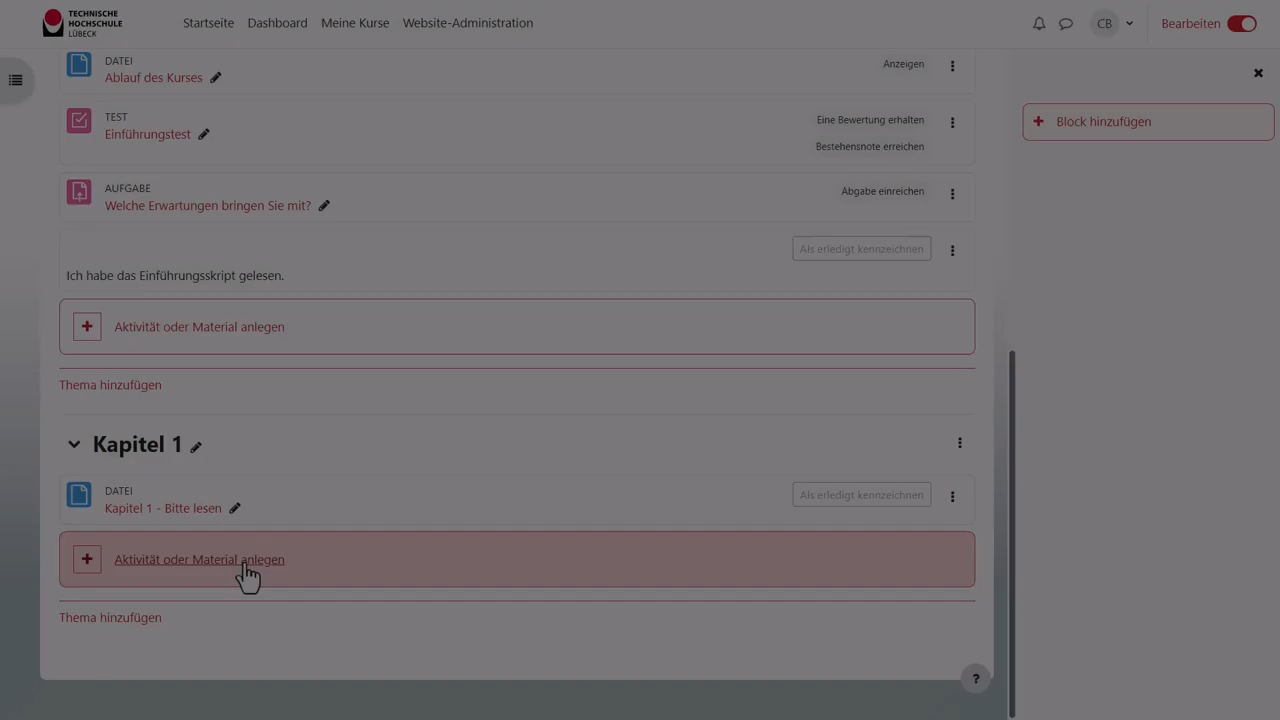 TECHNISCHE
HOCHSCHULE
LÜBECK
Startseite Dashboard Meine Kurse Website-Administration
CB
Bearbeiten
DATEI
Ablauf des Kurses
Anzeigen
Block hinzufügen
TEST
Einführungstest
Eine Bewertung erhalten
Bestehensnote erreichen
AUFGABE
Welche Erwartungen bringen Sie mit?
Abgabe einreichen
Als erledigt kennzeichnen
Ich habe das Einführungsskript gelesen.
Aktivität oder Material anlegen
Thema hinzufügen
Kapitel 1
DATEI
Kapitel 1 - Bitte lesen
Als erledigt kennzeichnen
Aktivität oder Material anlegen
Thema hinzufügen
?